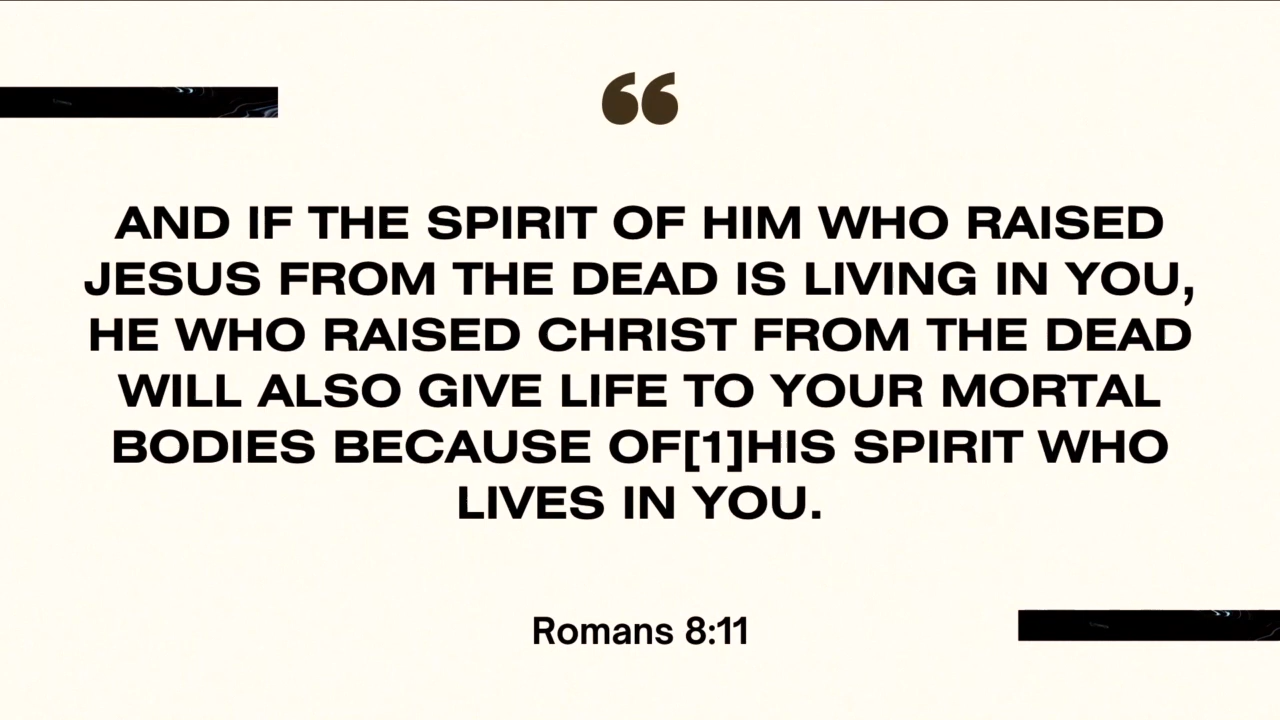 “
AND IF THE SPIRIT OF HIM WHO RAISED
JESUS FROM THE DEAD IS LIVING IN YOU,
HE WHO RAISED CHRIST FROM THE DEAD
WILL ALSO GIVE LIFE TO YOUR MORTAL
BODIES BECAUSE OF[1]HIS SPIRIT WHO
LIVES IN YOU.
Romans 8:11